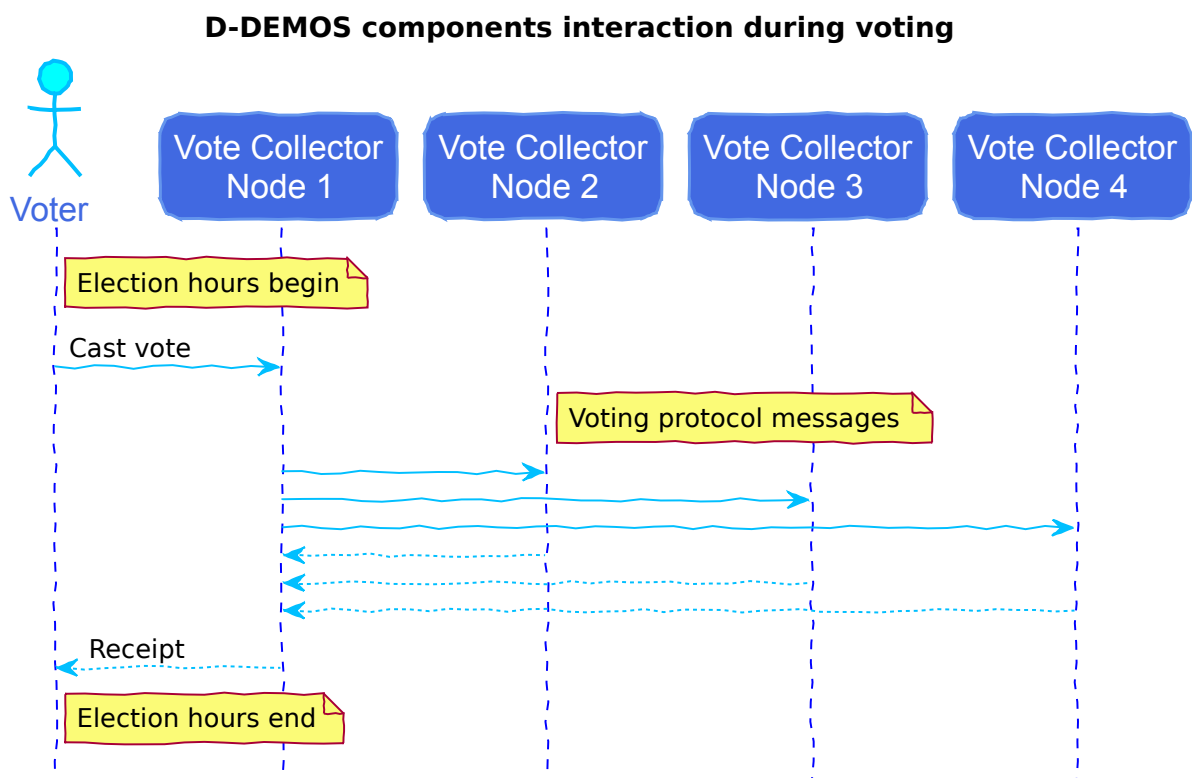 D-DEMOS components interaction during voting
Vote Collector
Node 1
Vote Collector
Node 2
Vote Collector
Node 3
Vote Collector
Node 4
Voter
Election hours begin
Cast vote
Voting protocol messages
Receipt
Election hours end